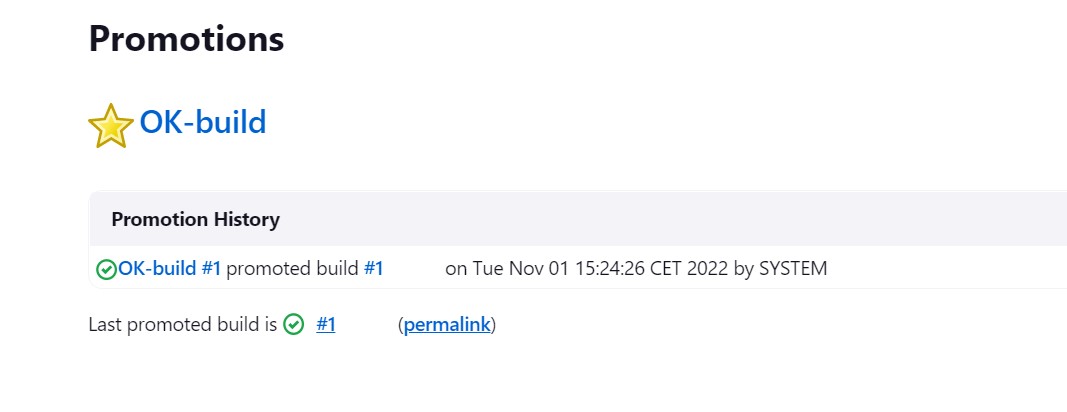 Promotions
OK-build
Promotion History
OK-build #1 promoted build #1 on Tue Nov 01 15:24:26 CET 2022 by SYSTEM
Last promoted build is #1 (permalink)